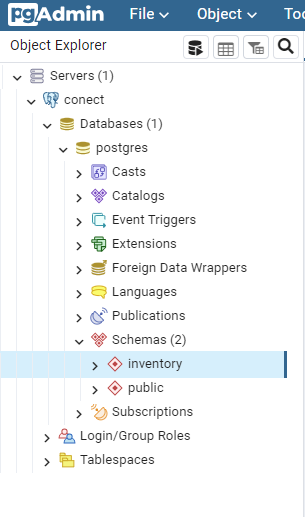 pgAdmin File Object Too
Object Explorer
Servers (1)
conect
Databases (1)
postgres
Casts
Catalogs
Event Triggers
Extensions
Foreign Data Wrappers
Languages
Publications
Schemas (2)
inventory
public
Subscriptions
Login/Group Roles
Tablespaces